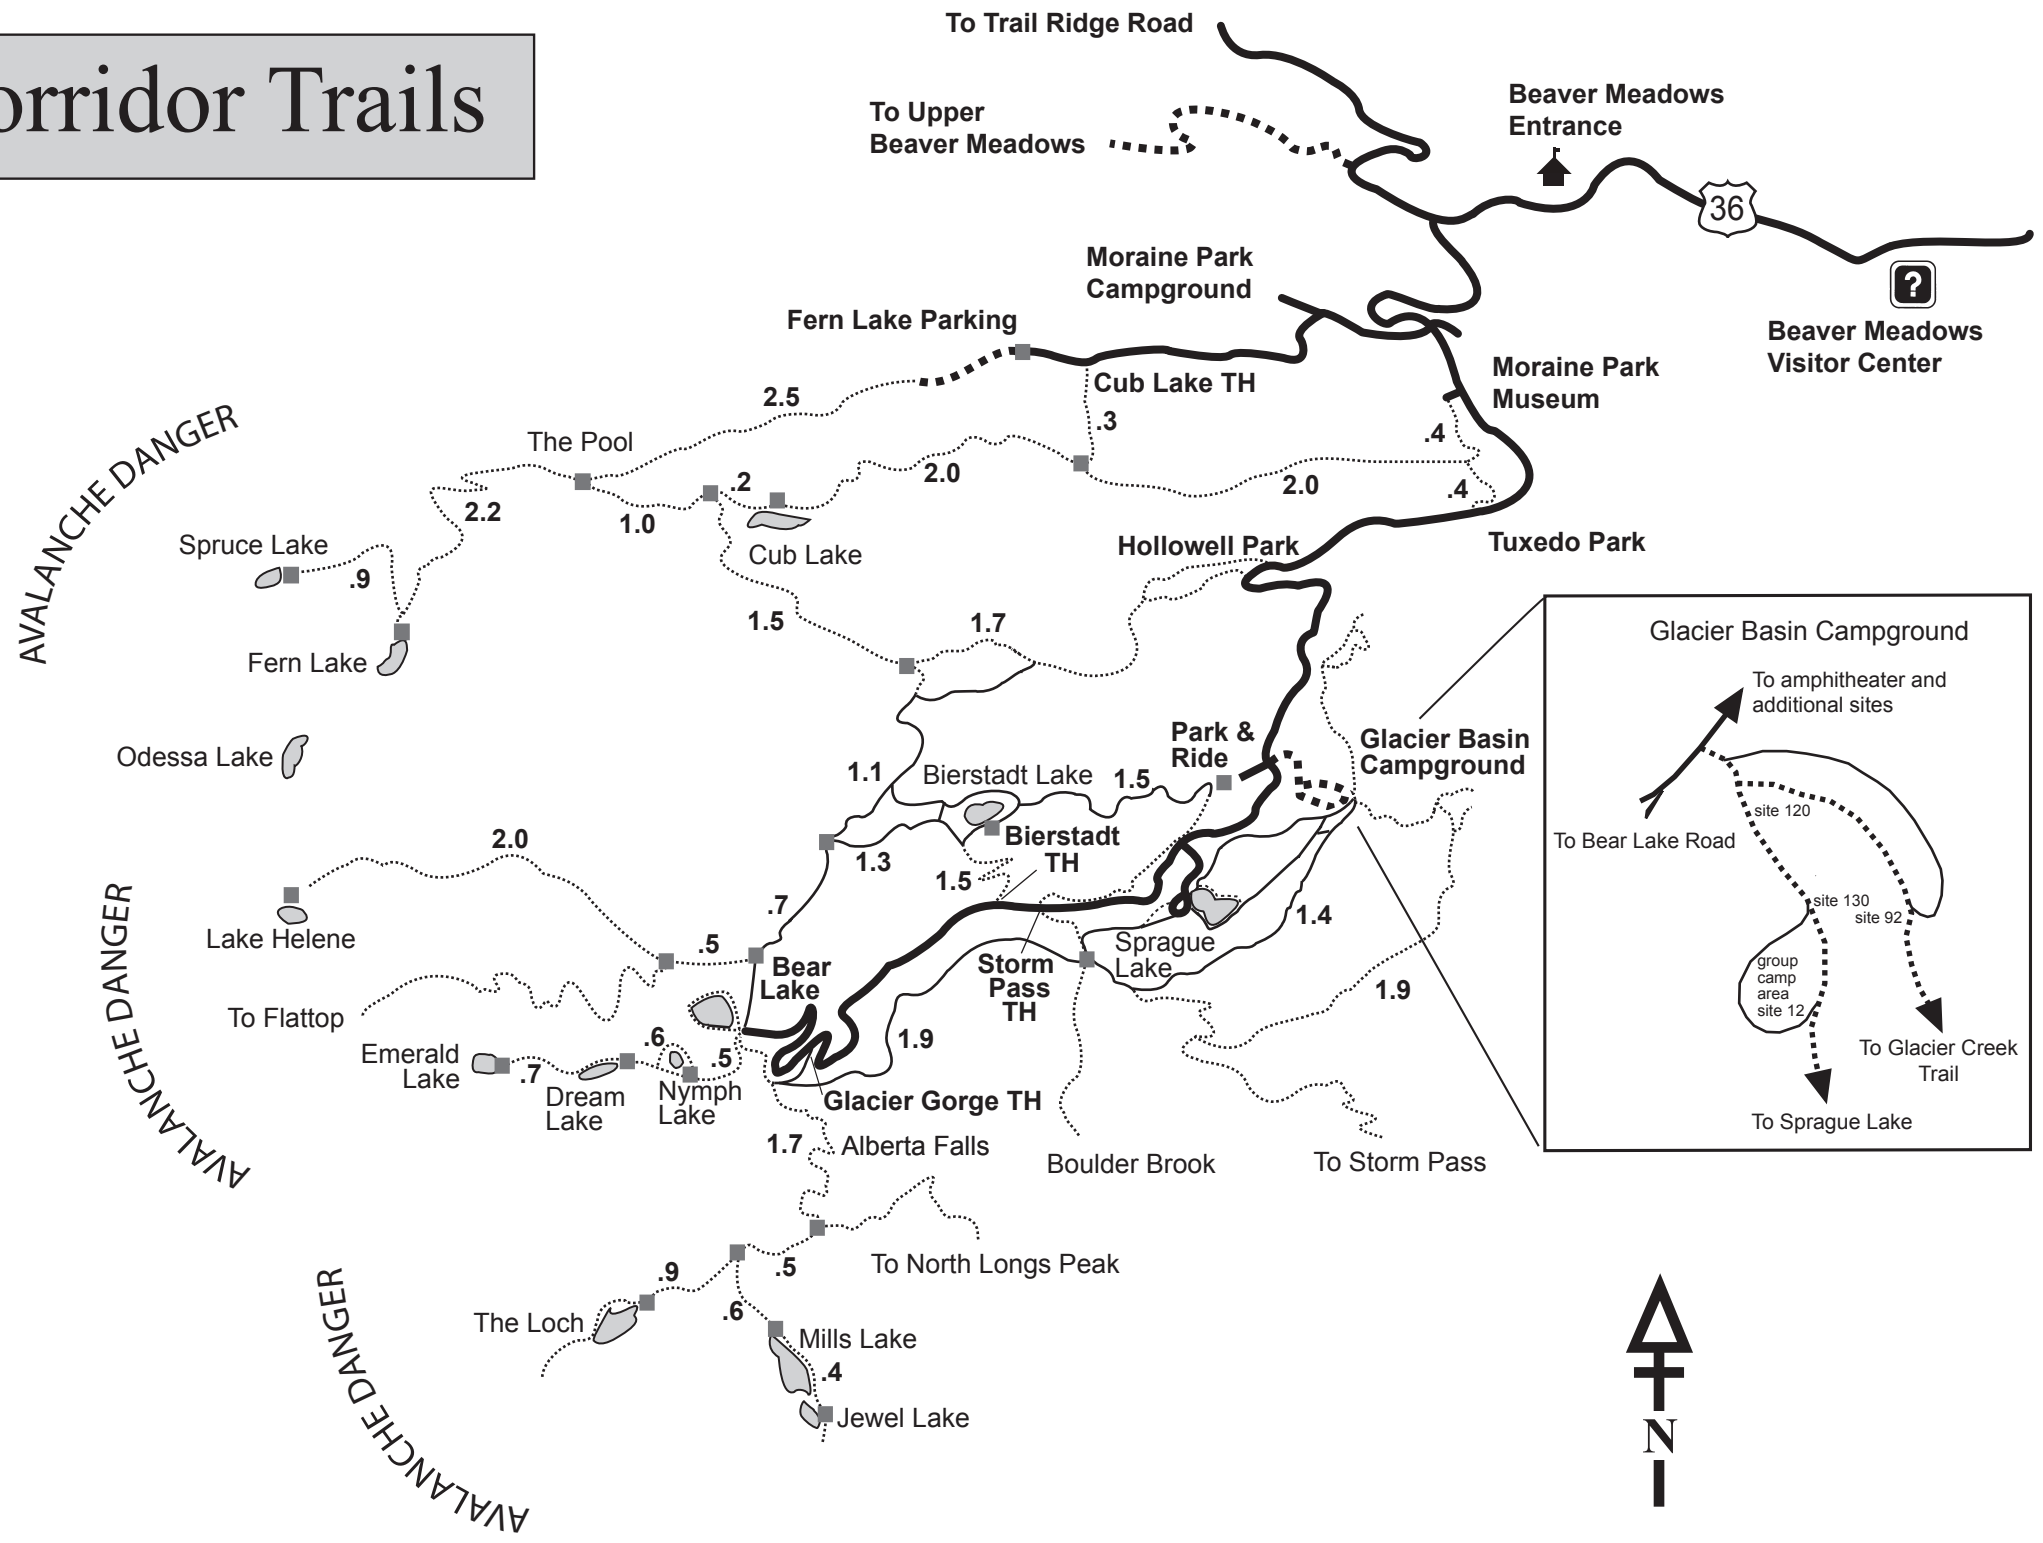 orridor Trails
To Trail Ridge Road
To Upper
Beaver Meadows
Beaver Meadows
Entrance
36
Beaver Meadows
Visitor Center
?
Moraine Park
Campground
Fern Lake Parking
Cub Lake TH
Moraine Park
Museum
2.5
.3
.4
The Pool
.2
2.0
2.0
.4
2.2
1.0
AVALANCHE DANGER
Spruce Lake
.9
Cub Lake
Hollowell Park
Tuxedo Park
1.5
1.7
Fern Lake
Odessa Lake
Park &
Ride
Glacier Basin
Campground
1.1
Bierstadt Lake
1.5
Bierstadt
TH
1.3
1.5
2.0
.7
1.4
Lake Helene
.5
Sprague
Lake
Bear
Lake
Storm
Pass
TH
1.9
To Flattop
AVALANCHE DANGER
.6
.5
1.9
Emerald
Lake
.7
Dream
Lake
Nymph
Lake
Glacier Gorge TH
1.7
Alberta Falls
Boulder Brook
To Storm Pass
To North Longs Peak
.9
.5
.6
The Loch
Mills Lake
.4
Jewel Lake
AVALANCHE DANGER
Glacier Basin Campground
To amphitheater and
additional sites
site 120
To Bear Lake Road
site 130
site 92
group
camp
area
site 12
To Glacier Creek
Trail
To Sprague Lake
N